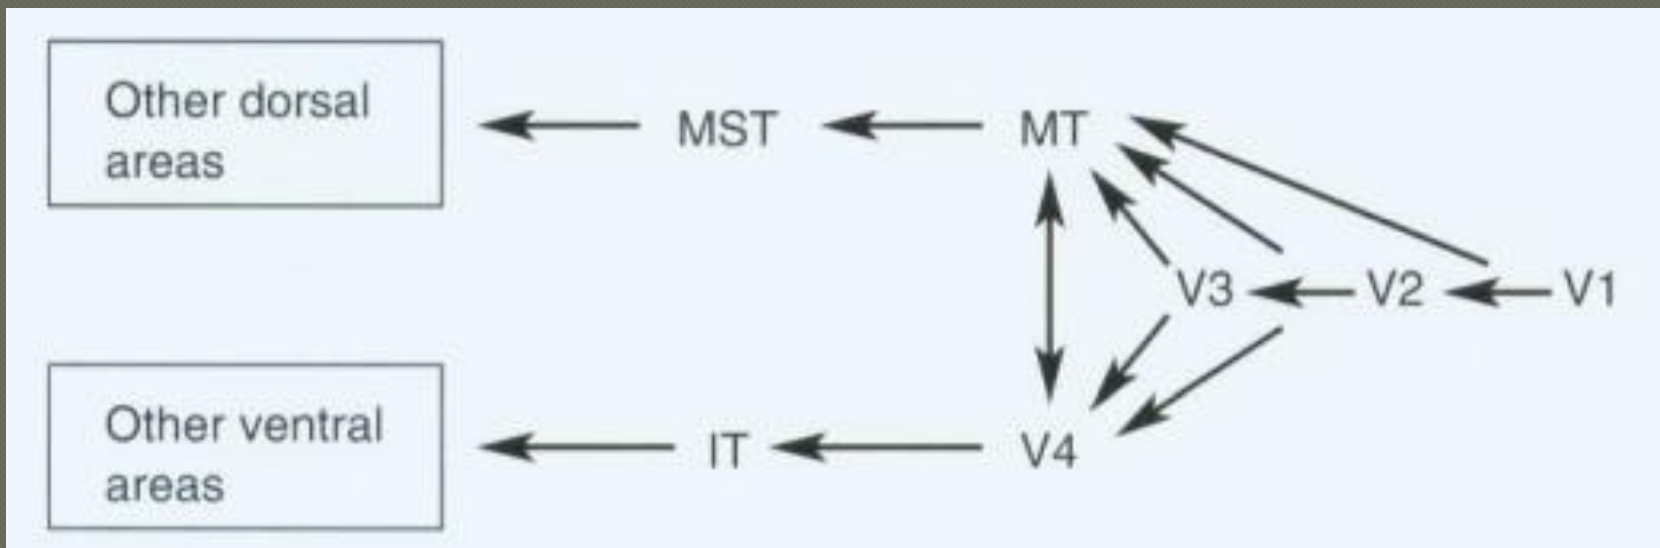 Other dorsal
areas
MST
MT
V3
V2
V1
Other ventral
areas
IT
V4